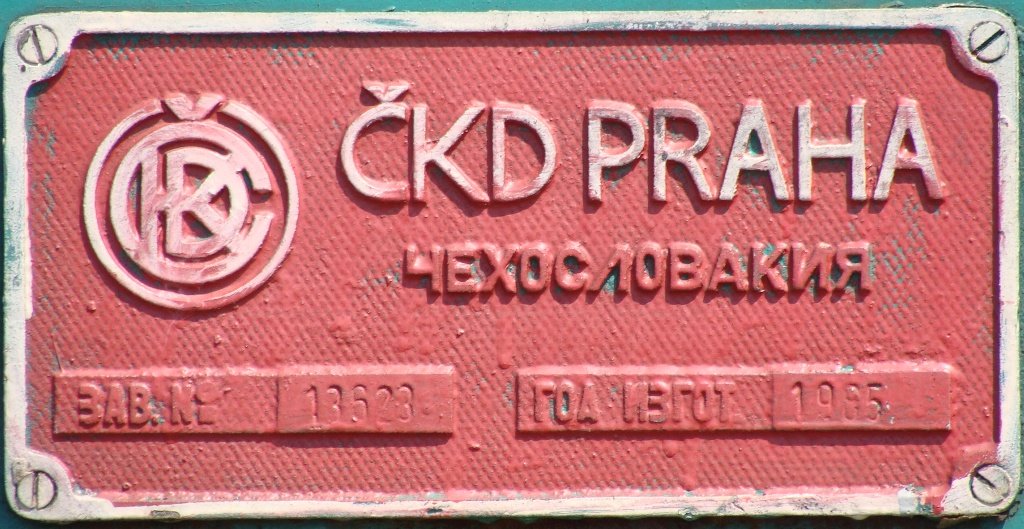 ČKD PRAHA
ЧЕХОСЛОВАКИЯ
ЗАВ.№ 13623 ГОД ИЗГОТ. 1985